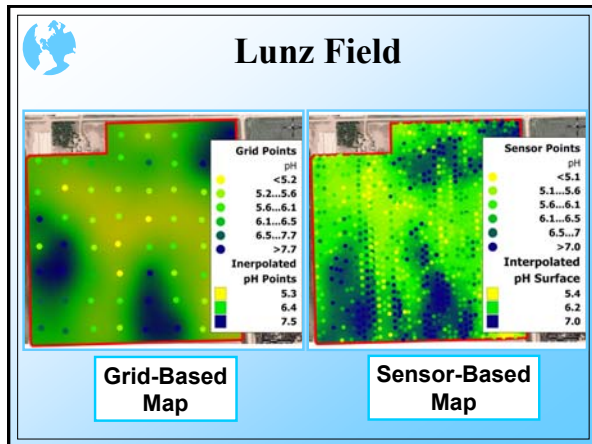 Lunz Field
Grid Points
pH
<5.2
5.2...5.6
5.6...6.1
6.1...6.5
6.5...7.7
>7.7
Inerpolated
pH Points
5.3
6.4
7.5
Sensor Points
pH
<5.1
5.1...5.6
5.6...6.1
6.1...6.5
6.5...7
>7.0
Interpolated
pH Surface
5.4
6.2
7.0
Grid-Based
Map
Sensor-Based
Map